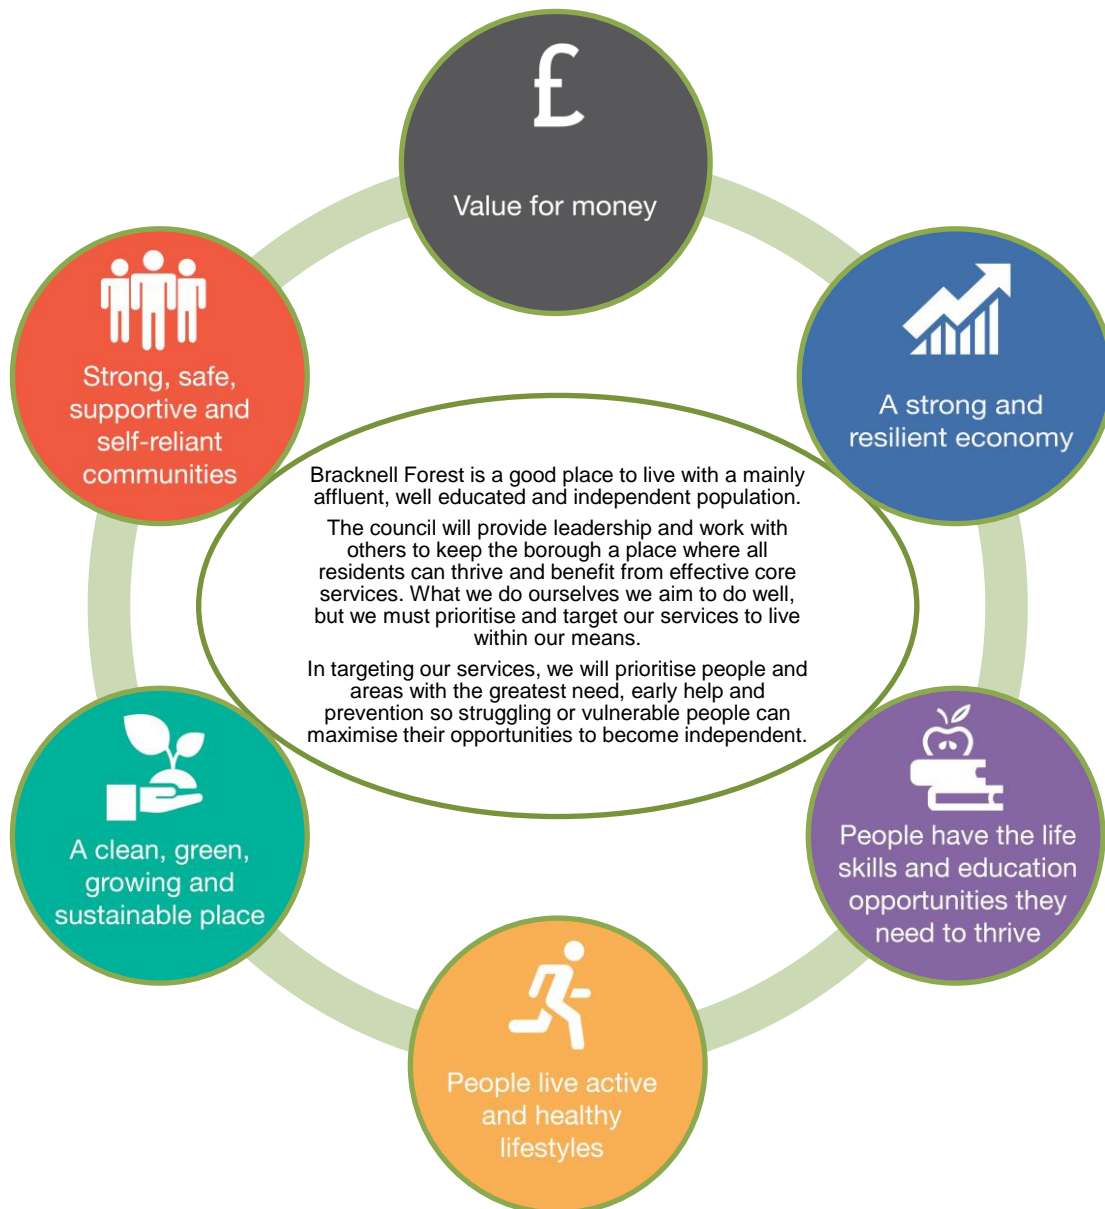 £
Value for money
A strong and
resilient economy
People have the life
skills and education
opportunities they
need to thrive
People live active
and healthy
lifestyles
A clean, green,
growing and
sustainable place
Strong, safe,
supportive and
self-reliant
communities
Bracknell Forest is a good place to live with a mainly
affluent, well educated and independent population.
The council will provide leadership and work with
others to keep the borough a place where all
residents can thrive and benefit from effective core
services. What we do ourselves we aim to do well,
but we must prioritise and target our services to live
within our means.
In targeting our services, we will prioritise people and
areas with the greatest need, early help and
prevention so struggling or vulnerable people can
maximise their opportunities to become independent.